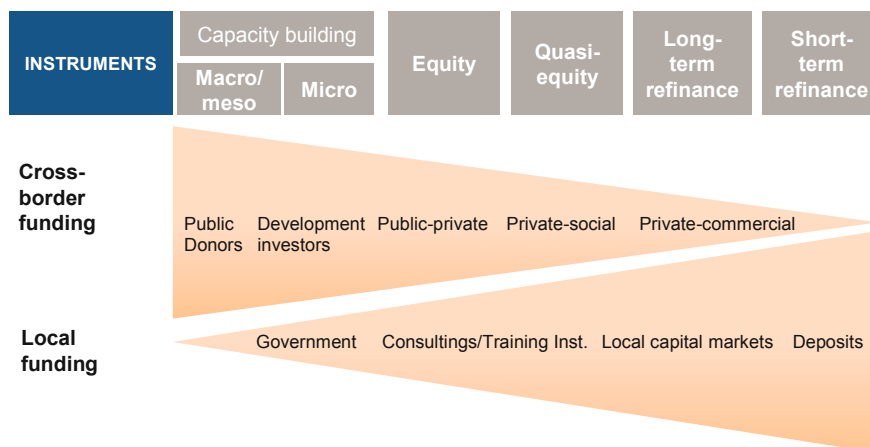 INSTRUMENTS
Capacity building
Macro/
meso
Micro
Equity
Quasi-
equity
Long-
term
refinance
Short-
term
refinance
Cross-
border
funding
Public
Donors
Development
investors
Public-private
Private-social
Private-commercial
Local
funding
Government
Consultings/Training Inst.
Local capital markets
Deposits